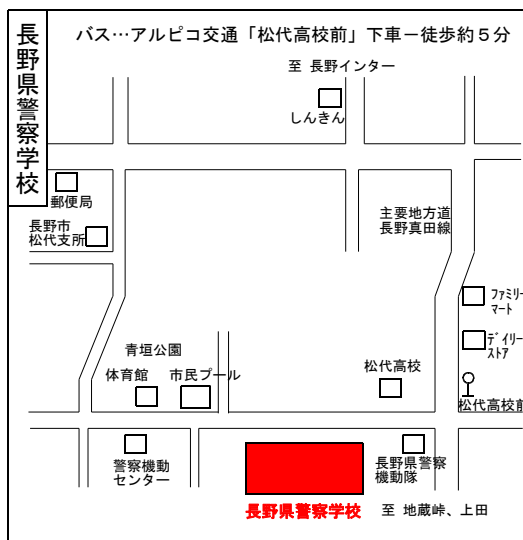 長野県警察学校
バス…アルピコ交通「松代高校前」下車－徒歩約５分
至 長野インター
しんきん
郵便局
長野市
松代支所
主要地方道
長野真田線
ﾌｧﾐﾘｰ
マート
ﾃﾞｲﾘｰ
ｽﾄｱ
青垣公園
体育館
市民プール
松代高校
松代高校前
警察機動
センター
長野県警察
機動隊
長野県警察学校
至 地蔵峠、上田